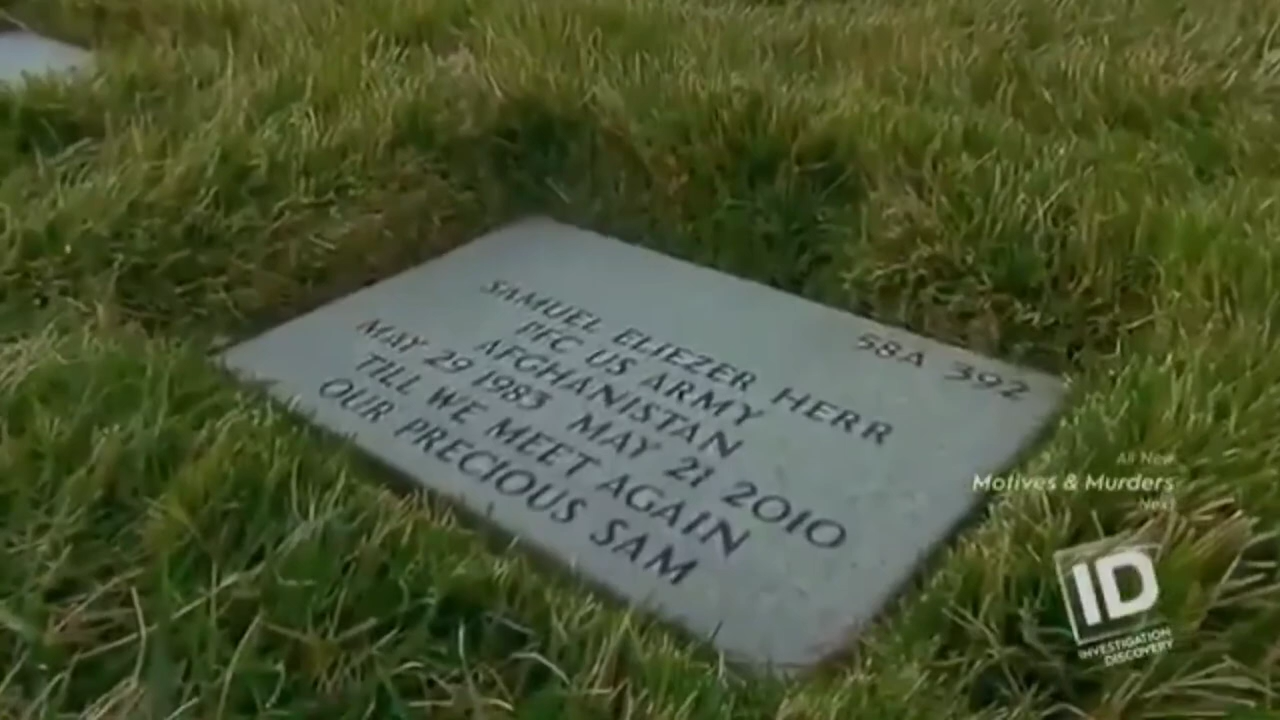 58A 392
SAMUEL ELIEZER HERR
PFC US ARMY
AFGHANISTAN
MAY 29 1983 MAY 21 2010
TILL WE MEET AGAIN
OUR PRECIOUS SAM
All New
Motives & Murders
Next
ID
INVESTIGATION
DISCOVERY